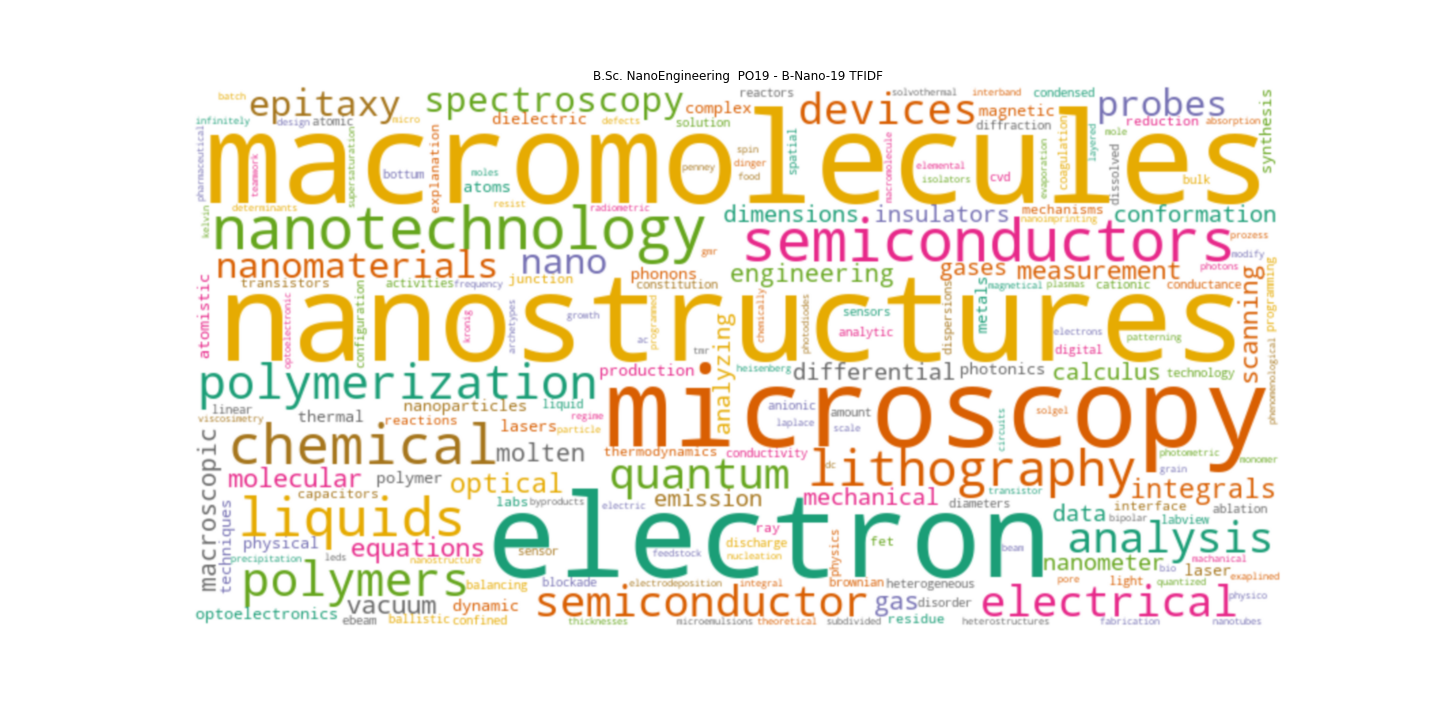 B.Sc. NanoEngineering  PO19 - B-Nano-19 TFIDF
batch
epitaxy
spectroscopy
complex
reactors
devices
solvothermal
interband
condensed
magnetic
probes
infinitely
design
atomic
micro
dielectric
defects
solution
diffraction
reduction
absorption
synthesis
pharmaceutical
teamwork
macromolecules
supersaturation
bottum
explanation
moles
atoms
resist
penney
spin
dinger
food
spatial
macromolecule
elemental
isolators
cvd
evaporation
coagulation
layered
mole
dissolved
bulk
kelvin
determinants
radiometric
nanotechnology
dimensions
insulators
mechanisms
nanoimprinting
conformation
semiconductors
prozess
modify
nanomaterials
nano
gmr
phonons
engineering
gases
measurement
photons
transistors
activities
frequency
junction
constitution
magnetical
plasmas
cationic
conductance
atomistic
optoelectronic
configuration
nanostructures
kronig
archetypes
growth
ac
programmed
tmr
analyzing
chemically
photodiodes
sensors
analytic
dispersions
metals
electrons
digital
patterning
scanning
programming
phenomenological
polymerization
production
heisenberg
differential
photonics
calculus
technology
linear
viscosimetry
thermal
nanoparticles
reactions
liquid
regime
lasers
particle
microscopy
anionic
laplace
amount
scale
circuits
solgel
macroscopic
chemical
molten
thermodynamics
conductivity
dc
lithography
photometric
monomer
grain
molecular
polymer
optical
quantum
integrals
capacitors
labs
byproducts
emission
electric
mechanical
diameters
transistor
interface
ablation
techniques
liquids
electron
data
bipolar
labview
physical
equations
sensor
feedstock
ray
discharge
nucleation
physics
fet
beam
analysis
precipitation
leds
nanostructure
nanometer
machanical
bio
laser
exaplined
polymers
balancing
blockade
electrodeposition
integral
brownian
heterogeneous
pore
light
quantized
physico
vacuum
dynamic
semiconductor
gas
disorder
electrical
optoelectronics
ebeam
ballistic
confined
thicknesses
microemulsions
theoretical
subdivided
residue
heterostructures
fabrication
nanotubes